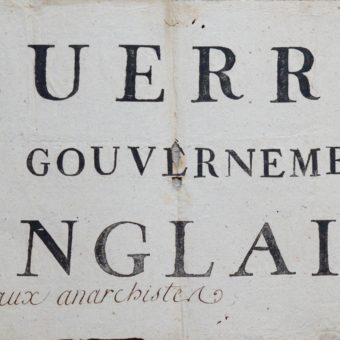 UERR
GOUVERNEME
NGLAI
aux anarchistes